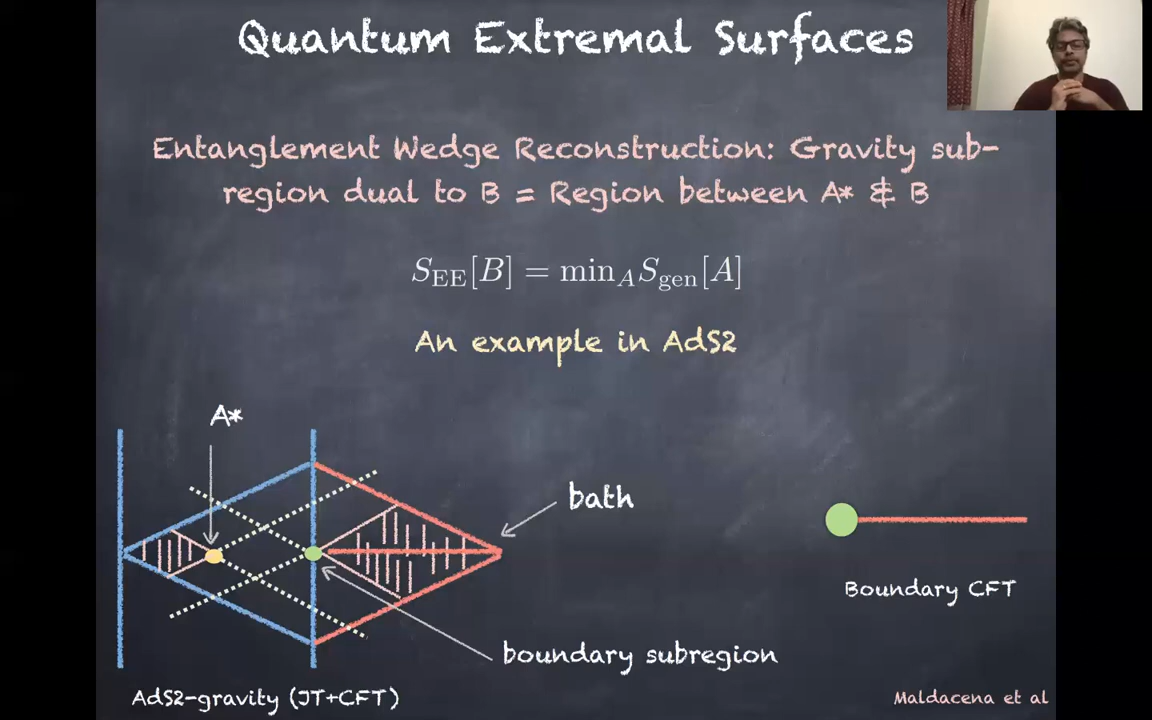 Quantum Extremal Surfaces
Entanglement Wedge Reconstruction: Gravity sub-
region dual to B = Region between A* & B
S_EE[B] = min_A S_gen[A]
An example in AdS2
A*
bath
Boundary CFT
boundary subregion
AdS2-gravity (JT+CFT)
Maldacena et al